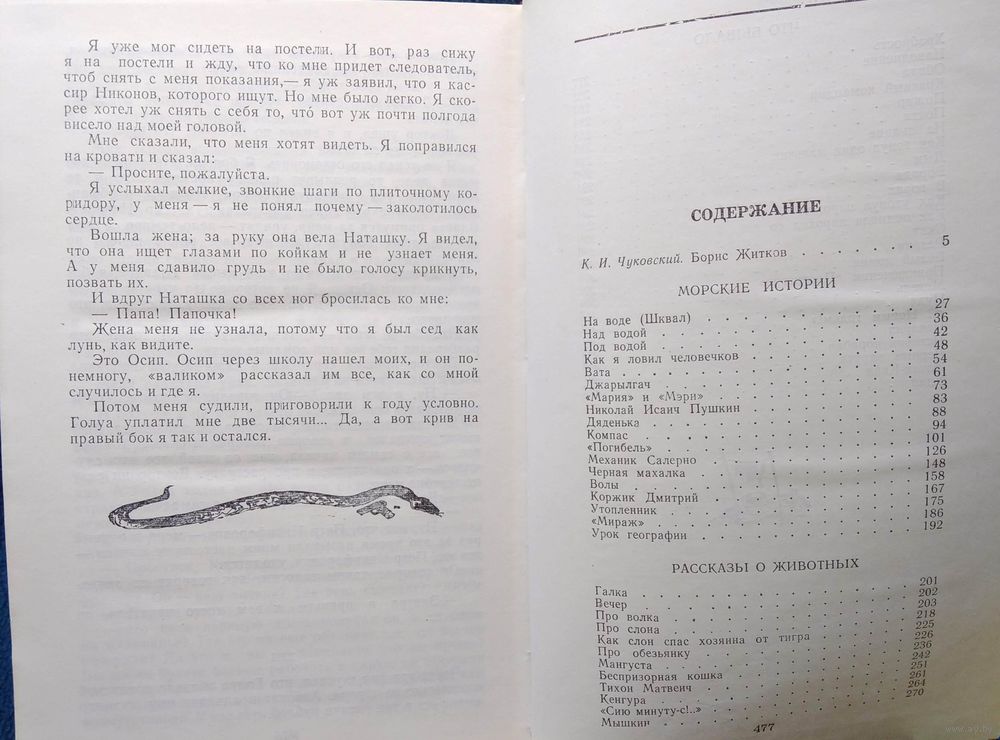 Я уже мог сидеть на постели. И вот, раз сижу
я на постели и жду, что ко мне придет следователь,
чтоб снять с меня показания,— я уж заявил, что я кас-
сир Никонов, которого ищут. Но мне было легко. Я ско-
рее хотел уж снять с себя то, чтó вот уж почти полгода
висело над моей головой.
Мне сказали, что меня хотят видеть. Я поправился
на кровати и сказал:
— Просите, пожалуйста.
Я услыхал мелкие, звонкие шаги по плиточному ко-
ридору, у меня — я не понял почему — заколотилось
сердце.
Вошла жена; за руку она вела Наташку. Я видел,
что она ищет глазами по койкам и не узнает меня.
А у меня сдавило грудь и не было голосу крикнуть,
позвать их.
И вдруг Наташка со всех ног бросилась ко мне:
— Папа! Папочка!
Жена меня не узнала, потому что я был сед как
лунь, как видите.
Это Осип. Осип через школу нашел моих, и он по-
немногу, «валиком» рассказал им все, как со мной
случилось и где я.
Потом меня судили, приговорили к году условно.
Голуа уплатил мне две тысячи... Да, а вот крив на
правый бок я так и остался.
СОДЕРЖАНИЕ
К. И. Чуковский. Борис Житков . . . . . . . 5
МОРСКИЕ ИСТОРИИ
На воде (Шквал) . . . . . . . 27
Над водой . . . . . . . 36
Под водой . . . . . . . 42
Как я ловил человечков . . . . . . . 48
Вата . . . . . . . 54
Джарылгач . . . . . . . 61
«Мария» и «Мэри» . . . . . . . 73
Николай Исаич Пушкин . . . . . . . 83
Дяденька . . . . . . . 88
Компас . . . . . . . 94
«Погибель» . . . . . . . 101
Механик Салерно . . . . . . . 126
Черная махалка . . . . . . . 148
Волы . . . . . . . 158
Коржик Дмитрий . . . . . . . 167
Утопленник . . . . . . . 175
«Мираж» . . . . . . . 186
Урок географии . . . . . . . 192
РАССКАЗЫ О ЖИВОТНЫХ
Галка . . . . . . . 201
Вечер . . . . . . . 202
Про волка . . . . . . . 203
Про слона . . . . . . . 218
Как слон спас хозяина от тигра . . . . . . . 225
Про обезьянку . . . . . . . 226
Мангуста . . . . . . . 236
Беспризорная кошка . . . . . . . 242
Тихон Матвеич . . . . . . . 251
Кенгура . . . . . . . 261
«Сию минуту-с!..» . . . . . . . 264
Мышкин . . . . . . . 270
477
www.ay.by